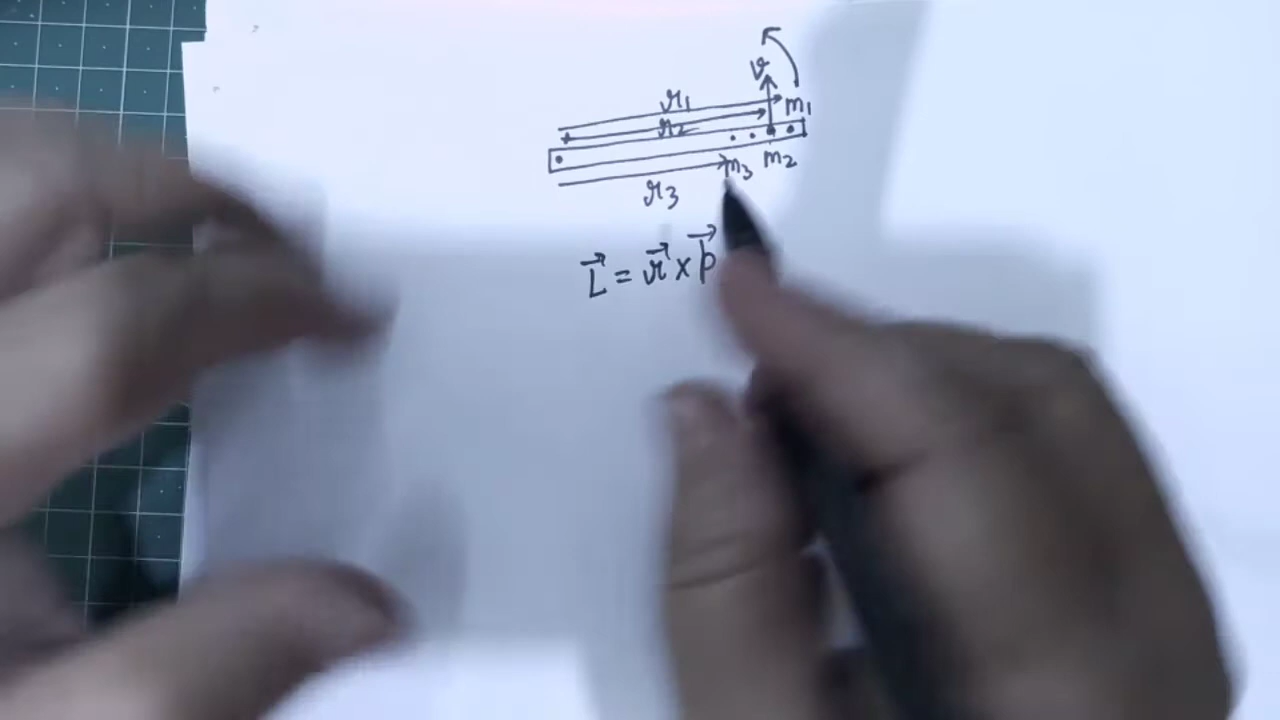 v
r₁
m₁
r₂
m₃ m₂
r₃
L⃗ = r⃗ × p⃗